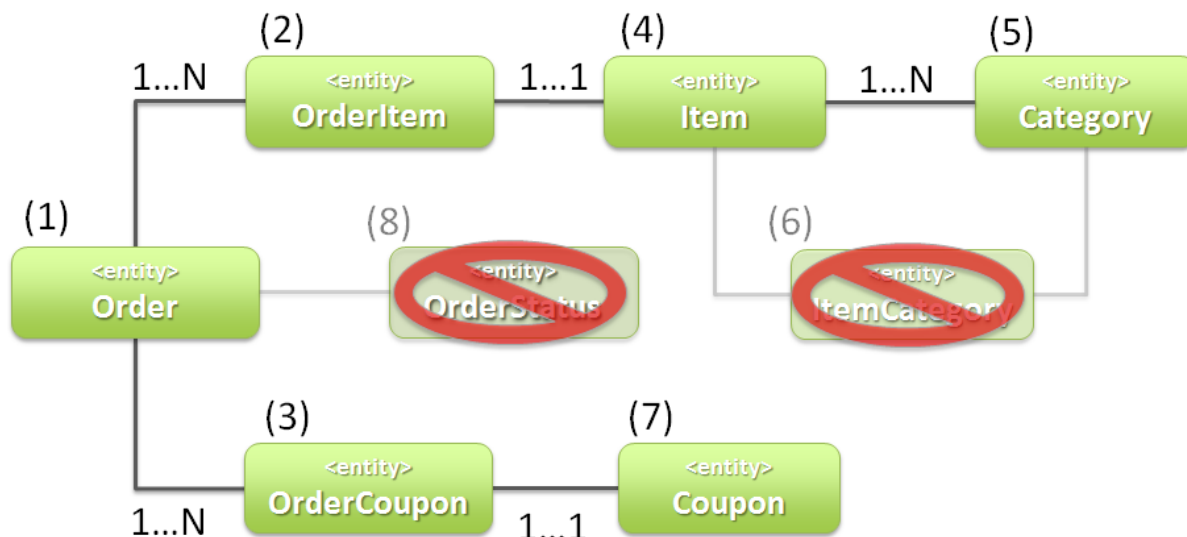 (2)
(4)
(5)
1...N
<entity>
OrderItem
1...1
<entity>
Item
1...N
<entity>
Category
(1)
(8)
(6)
<entity>
Order
<entity>
OrderStatus
<entity>
ItemCategory
(3)
(7)
1...N
<entity>
OrderCoupon
1...1
<entity>
Coupon